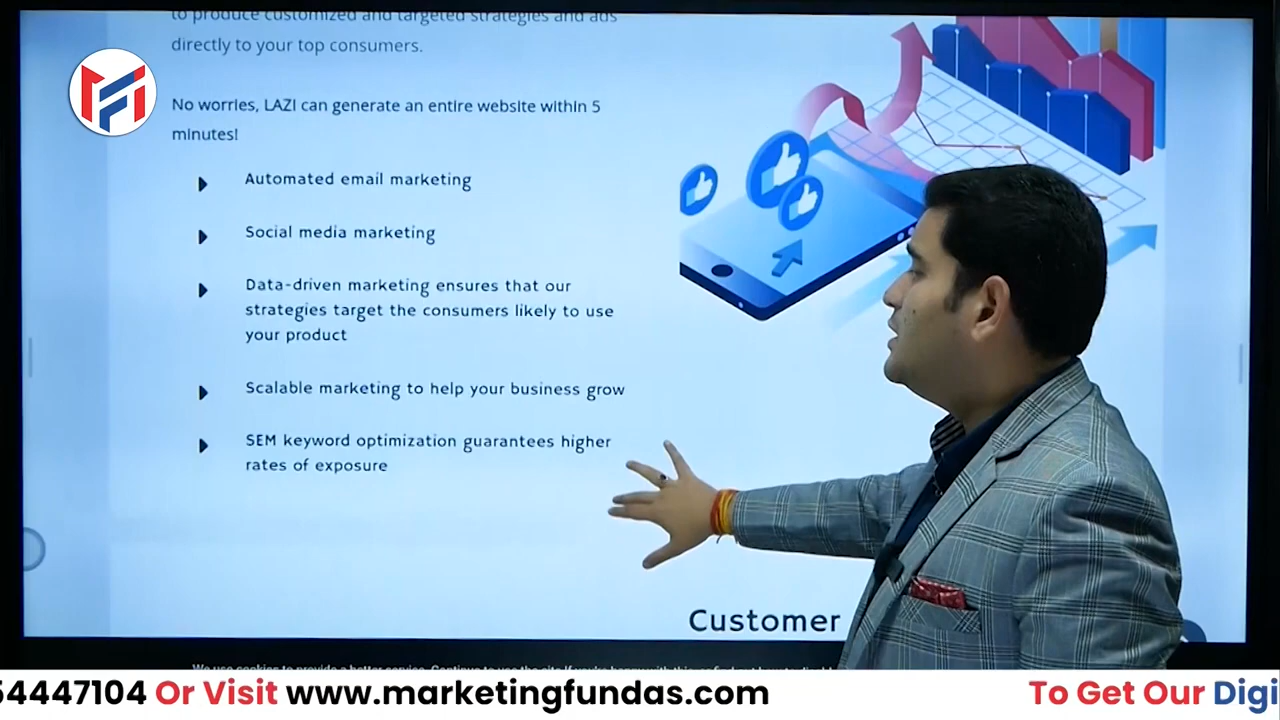 to produce customized and targeted strategies and ads
directly to your top consumers.
No worries, LAZI can generate an entire website within 5
minutes!
Automated email marketing
Social media marketing
Data-driven marketing ensures that our
strategies target the consumers likely to use
your product
Scalable marketing to help your business grow
SEM keyword optimization guarantees higher
rates of exposure
Customer
54447104 Or Visit www.marketingfundas.com To Get Our Digi